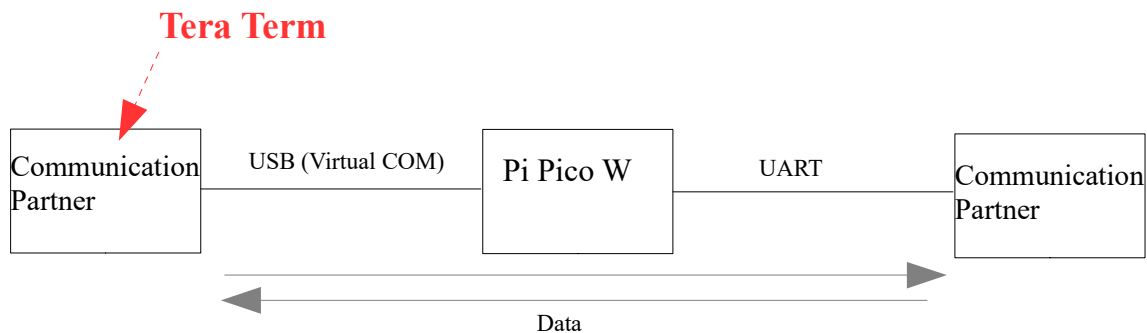 Tera Term
Communication
Partner
USB (Virtual COM)
Pi Pico W
UART
Communication
Partner
Data